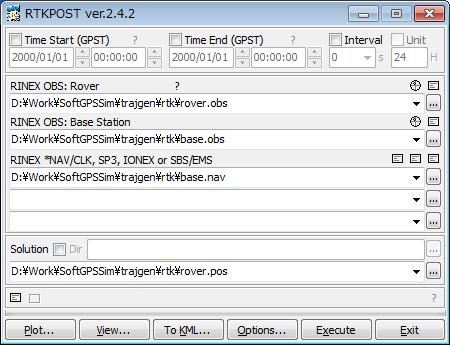 RTKPOST ver.2.4.2
Time Start (GPST) ? Time End (GPST) ? Interval Unit
2000/01/01 00:00:00 2000/01/01 00:00:00 0 s 24 H
RINEX OBS: Rover ?
D:¥Work¥SoftGPSSim¥trajgen¥rtk¥rover.obs ...
RINEX OBS: Base Station
D:¥Work¥SoftGPSSim¥trajgen¥rtk¥base.obs ...
RINEX *NAV/CLK, SP3, IONEX or SBS/EMS
D:¥Work¥SoftGPSSim¥trajgen¥rtk¥base.nav ...
...
...
Solution Dir ...
D:¥Work¥SoftGPSSim¥trajgen¥rtk¥rover.pos ...
?
Plot... View... To KML... Options... Execute Exit